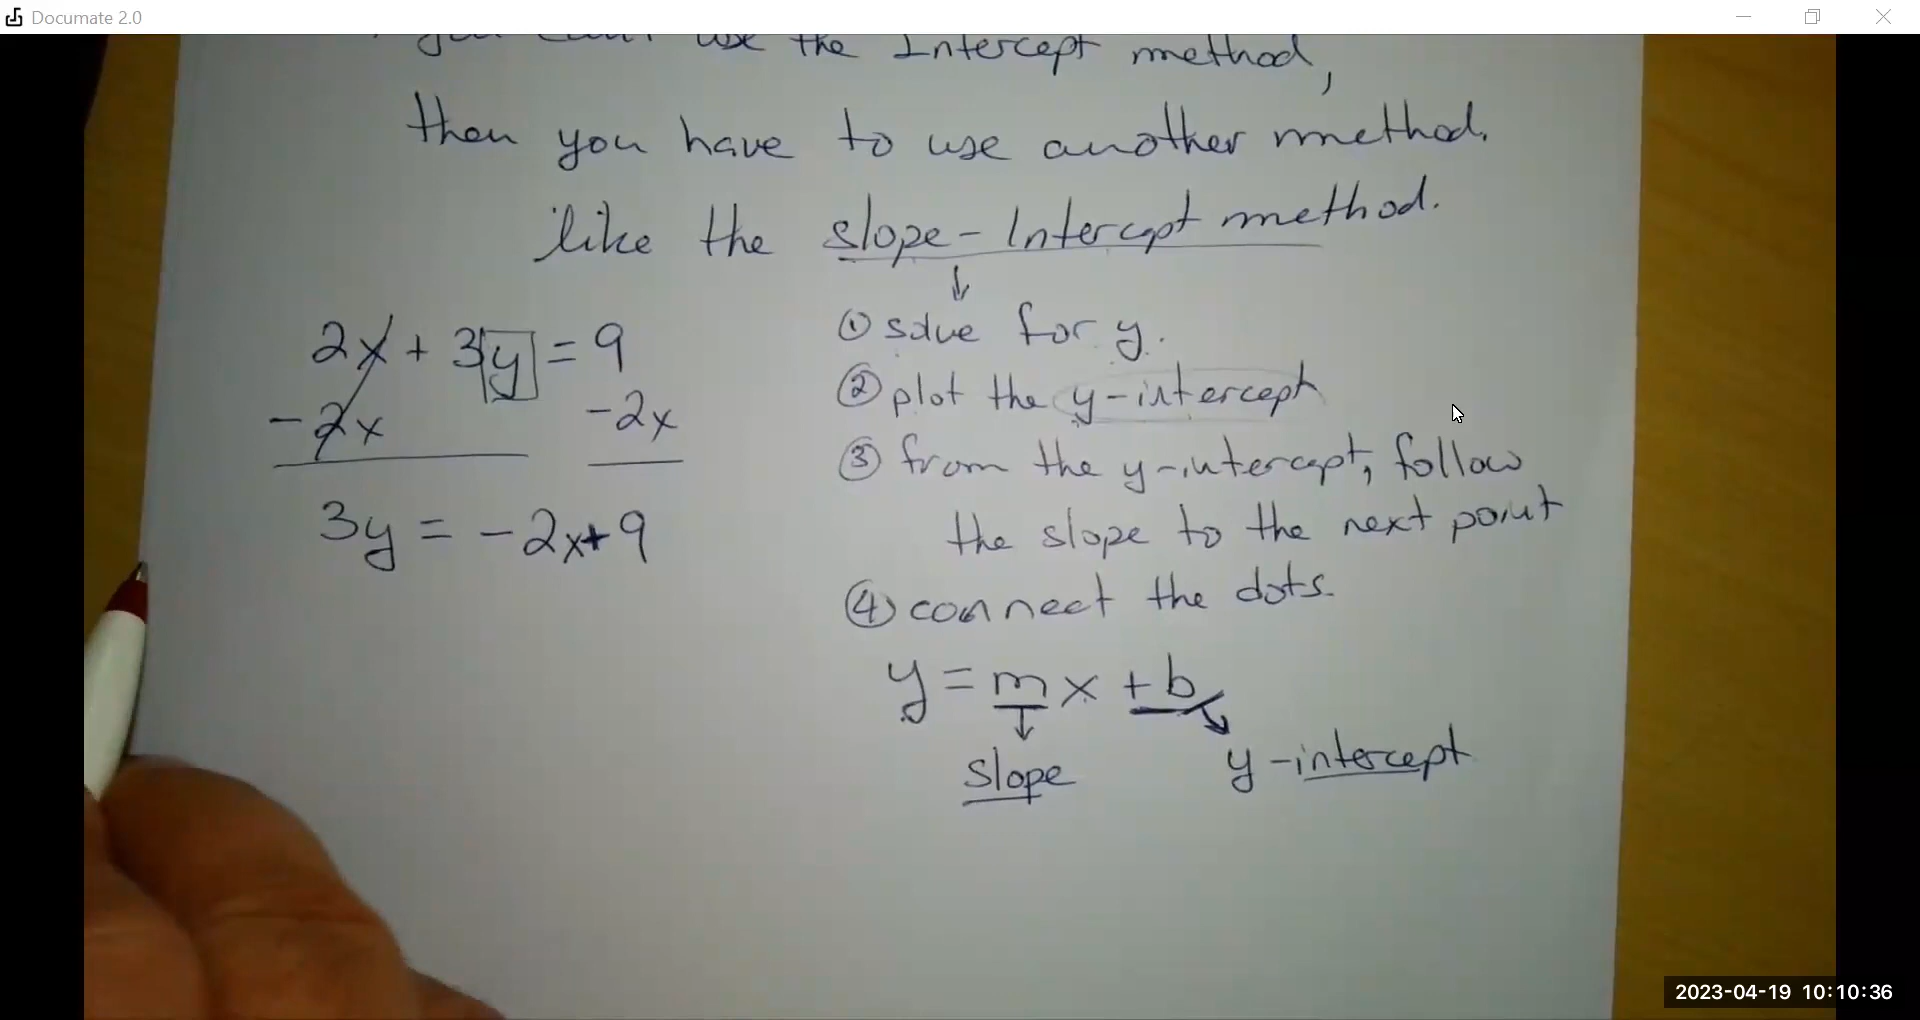 Documate 2.0
use the Intercept method,
then you have to use another method.
like the slope-Intercept method.
2x + 3y = 9
-2x -2x
3y = -2x+9
① solve for y.
② plot the y-intercept
③ from the y-intercept, follow
the slope to the next point
④ connect the dots.
y = mx + b
slope y-intercept
2023-04-19 10:10:36